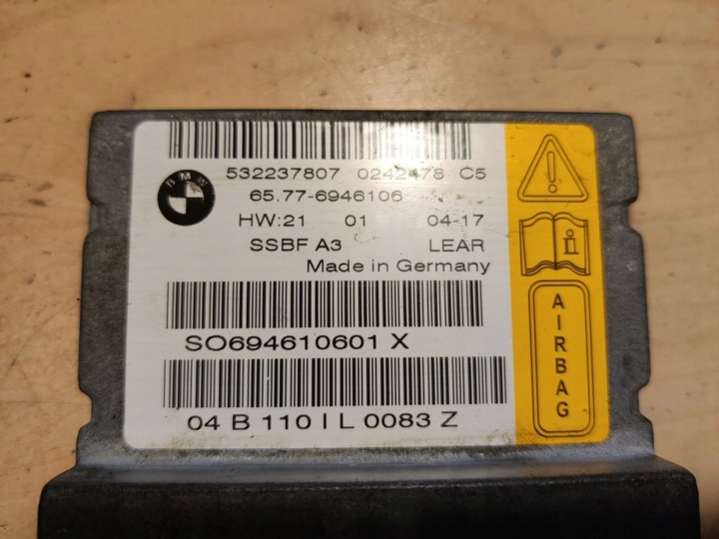 532237807 0242478 C5
65.77-6946106
BMW
HW:21 01 04-17
SSBF A3 LEAR
Made in Germany
SO694610601 X
04 B 110 I L 0083 Z
AIRBAG